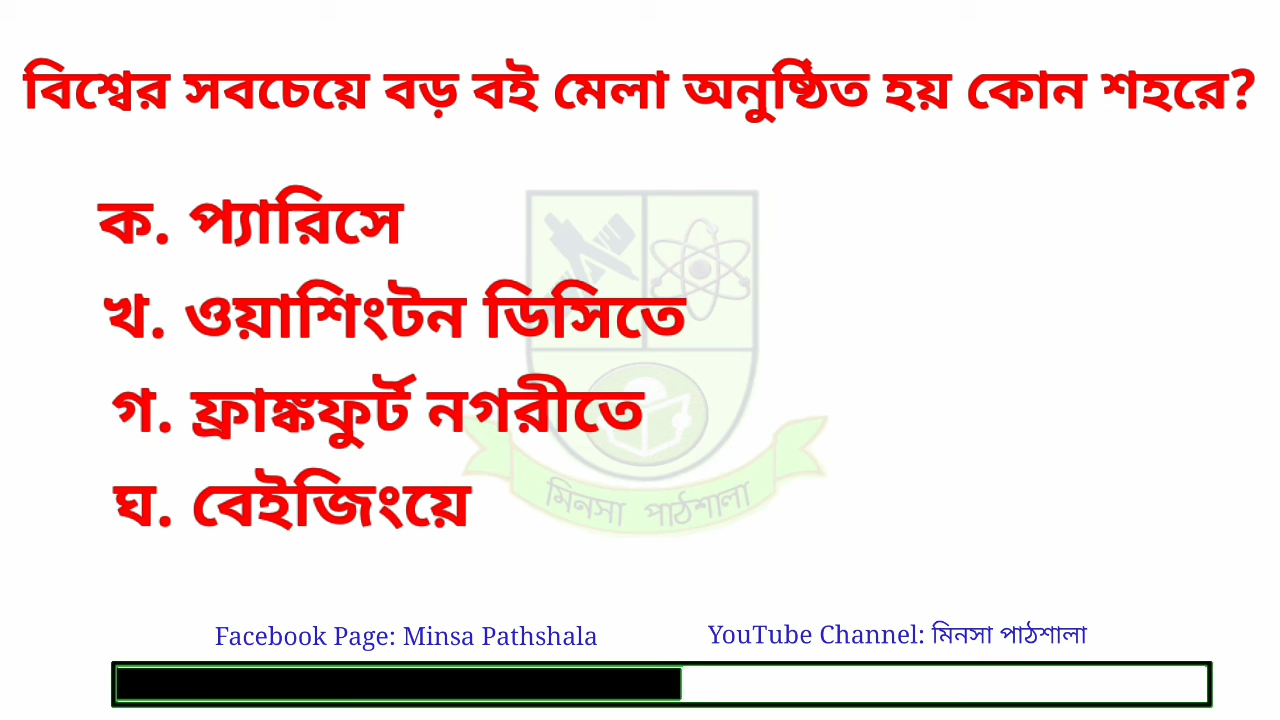 বিশ্বের সবচেয়ে বড় বই মেলা অনুষ্ঠিত হয় কোন শহরে?
ক. প্যারিসে
খ. ওয়াশিংটন ডিসিতে
গ. ফ্রাঙ্কফুর্ট নগরীতে
ঘ. বেইজিংয়ে
মিনসা পাঠশালা
Facebook Page: Minsa Pathshala
YouTube Channel: মিনসা পাঠশালা